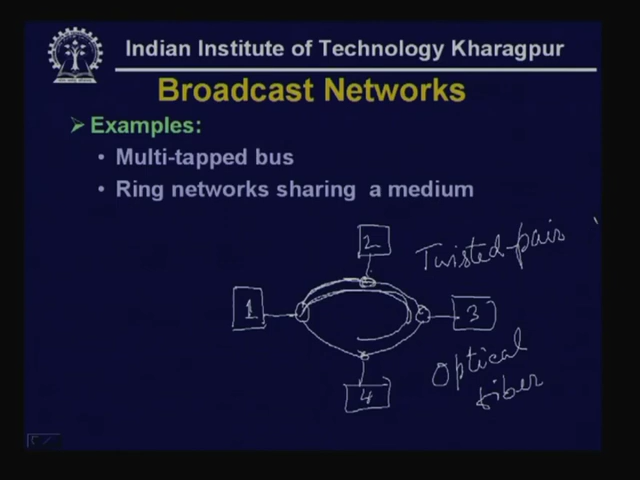 Indian Institute of Technology Kharagpur
Broadcast Networks
Examples:
• Multi-tapped bus
• Ring networks sharing a medium
2
Twisted-pair
1
3
Optical
fiber
4